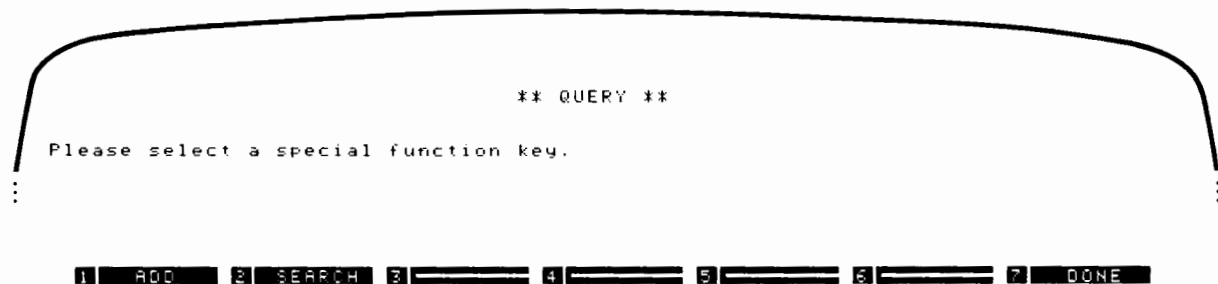 ** QUERY **
Please select a special function key.
1 ADD 2 SEARCH 3 4 5 6 7 DONE